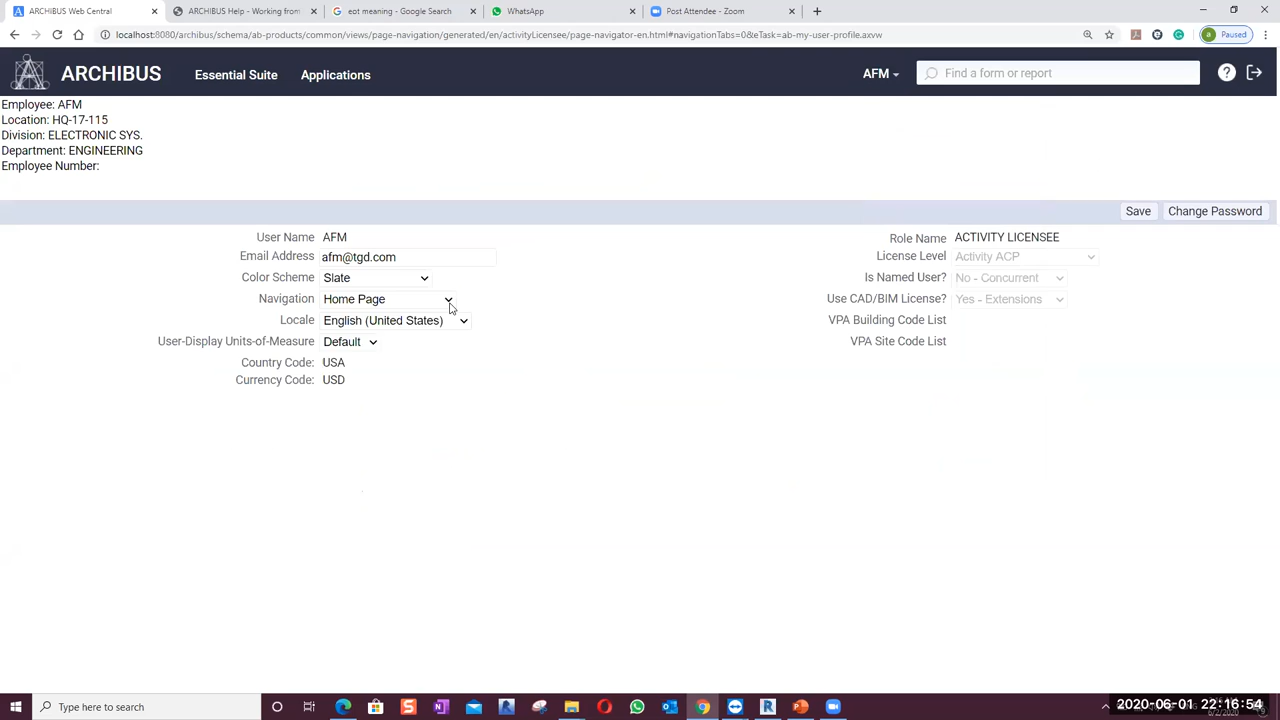 ARCHIBUS Web Central
ARCHIBUS Help - Working from
eot meaning - Google Search
WhatsApp
Post Attendee - Zoom
localhost:8080/archibus/schema/ab-products/common/views/page-navigation/generated/en/activityLicensee/page-navigator-en.html#navigationTabs=0&eTask=ab-my-user-profile.axvw
Paused
ARCHIBUS
Essential Suite
Applications
AFM
Find a form or report
Employee: AFM
Location: HQ-17-115
Division: ELECTRONIC SYS.
Department: ENGINEERING
Employee Number:
Save
Change Password
User Name AFM
Email Address afm@tgd.com
Color Scheme Slate
Navigation Home Page
Locale English (United States)
User-Display Units-of-Measure Default
Country Code: USA
Currency Code: USD
Role Name ACTIVITY LICENSEE
License Level Activity ACP
Is Named User? No - Concurrent
Use CAD/BIM License? Yes - Extensions
VPA Building Code List
VPA Site Code List
Type here to search
2020-06-01 22:16:54